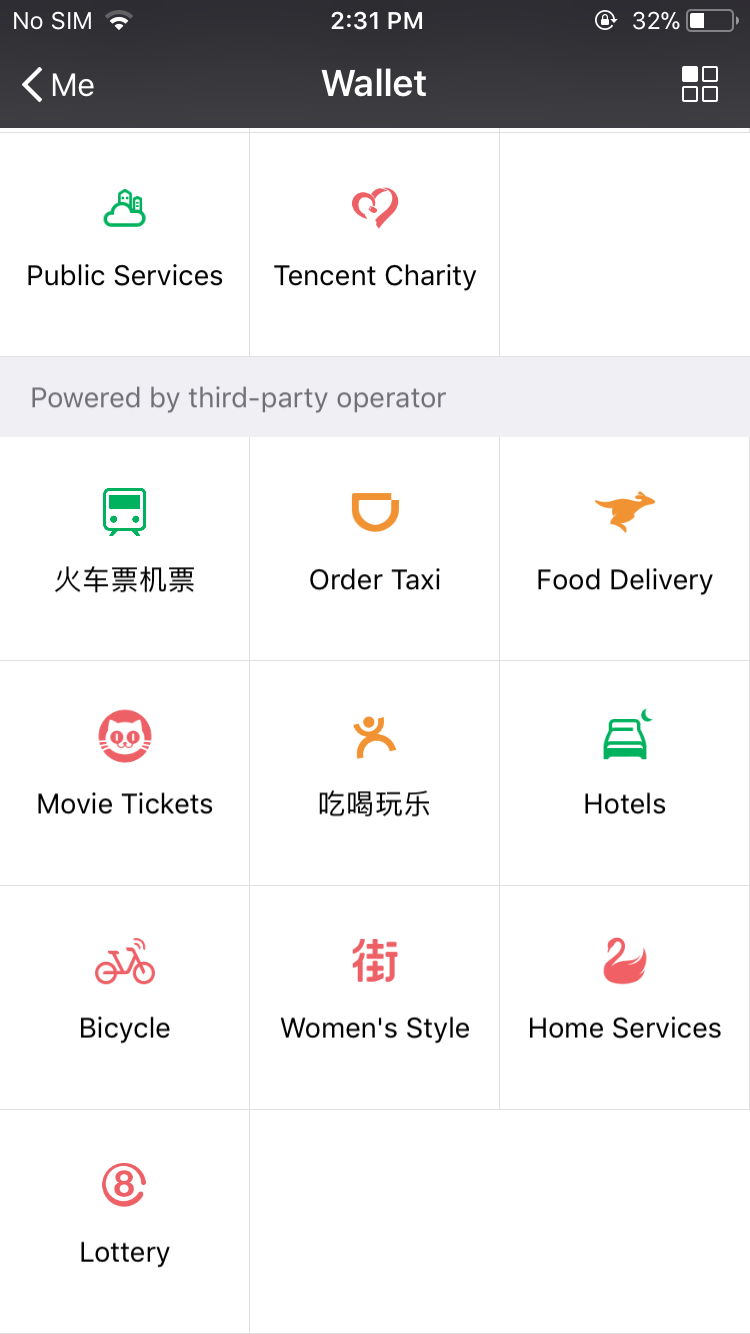 No SIM 2:31 PM 32%
Me Wallet
Public Services Tencent Charity
Powered by third-party operator
火车票机票 Order Taxi Food Delivery
Movie Tickets 吃喝玩乐 Hotels
街
Bicycle Women's Style Home Services
8
Lottery